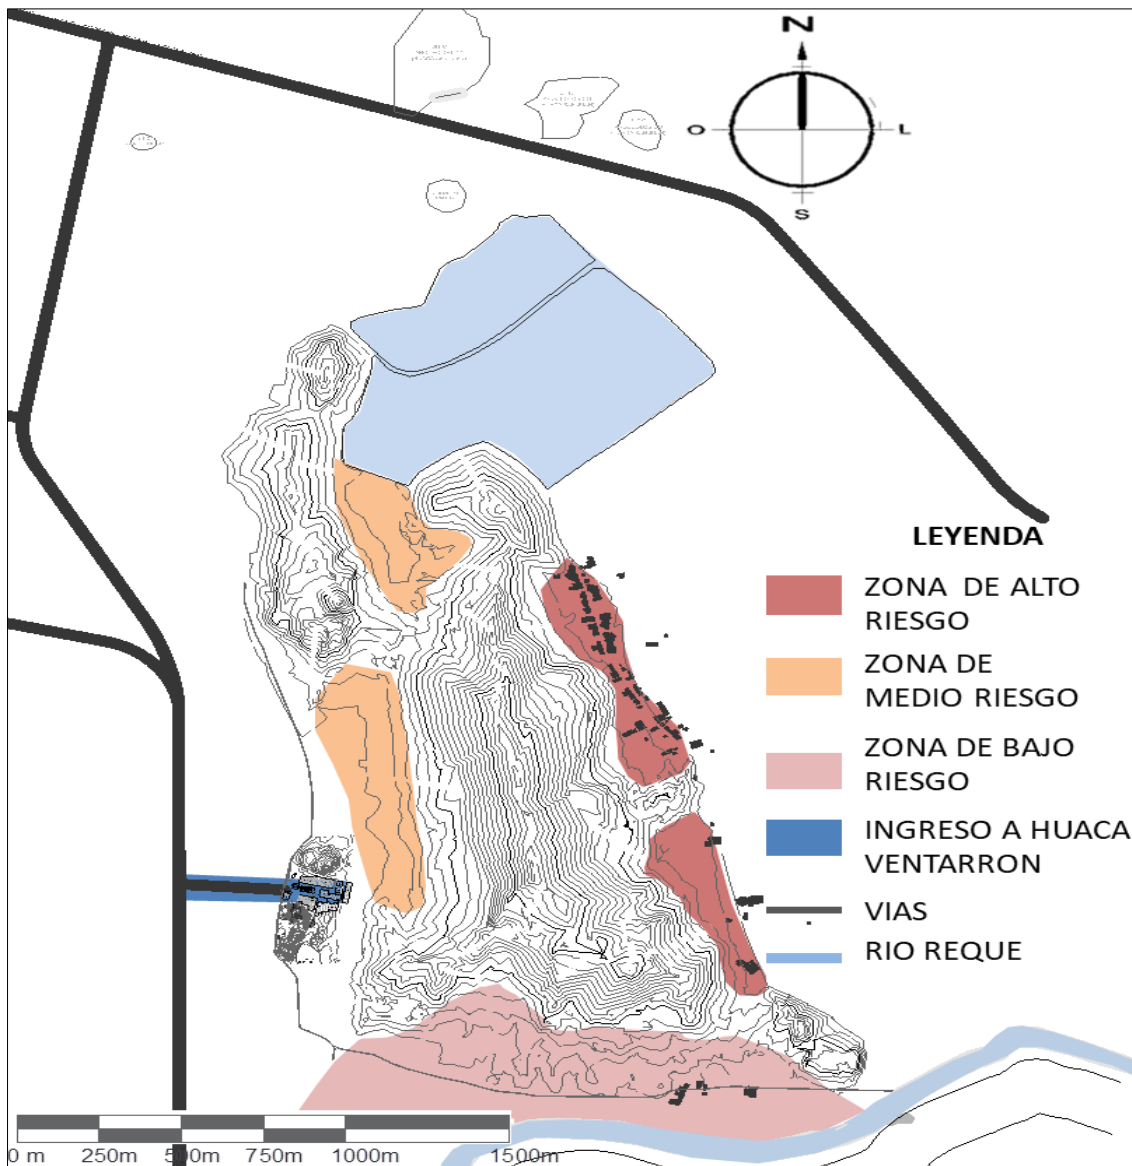 N
O
L
S
LEYENDA
ZONA DE ALTO
RIESGO
ZONA DE
MEDIO RIESGO
ZONA DE BAJO
RIESGO
INGRESO A HUACA
VENTARRON
VIAS
RIO REQUE
0 m 250m 500m 750m 1000m 1500m